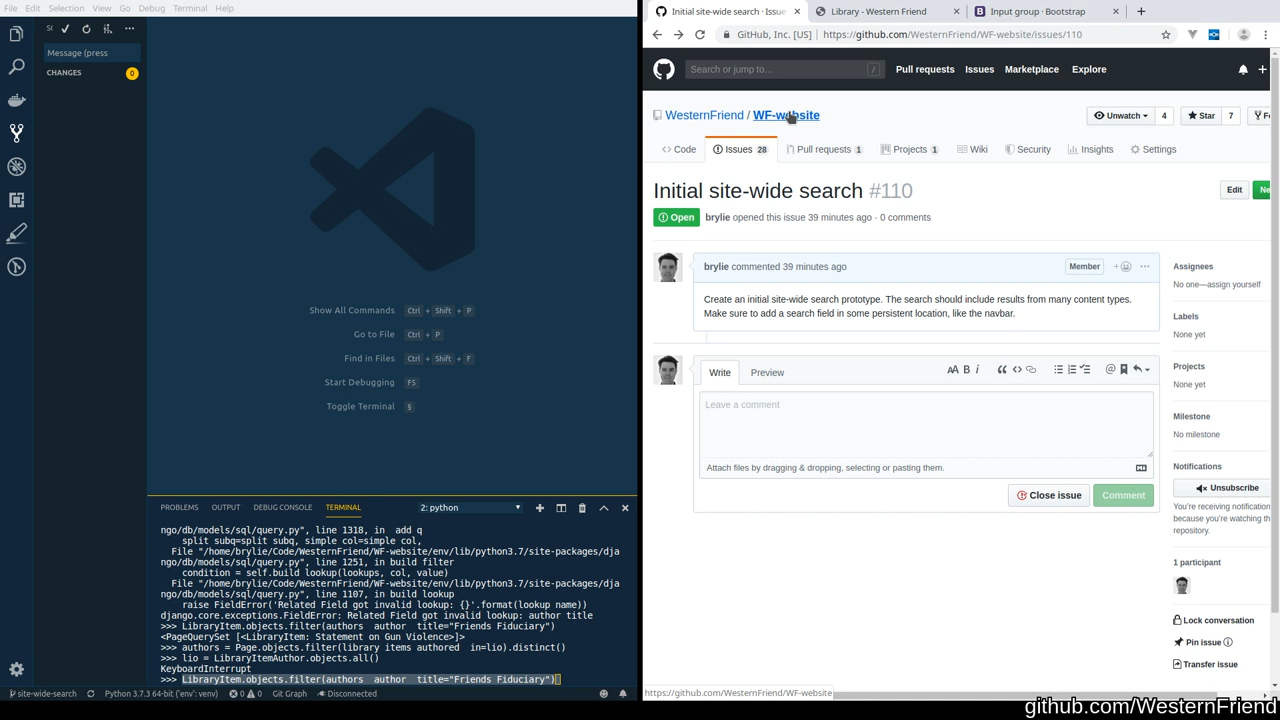 File Edit Selection View Go Debug Terminal Help
Message (press
CHANGES 0
Show All Commands Ctrl + Shift + P
Go to File Ctrl + P
Find in Files Ctrl + Shift + F
Start Debugging F5
Toggle Terminal §
PROBLEMS OUTPUT DEBUG CONSOLE TERMINAL 2: python
ngo/db/models/sql/query.py", line 1318, in add q
split subq=split subq, simple col=simple col,
File "/home/brylie/Code/WesternFriend/WF-website/env/lib/python3.7/site-packages/dja
ngo/db/models/sql/query.py", line 1251, in build filter
condition = self.build lookup(lookups, col, value)
File "/home/brylie/Code/WesternFriend/WF-website/env/lib/python3.7/site-packages/dja
ngo/db/models/sql/query.py", line 1107, in build lookup
raise FieldError('Related Field got invalid lookup: {}'.format(lookup name))
django.core.exceptions.FieldError: Related Field got invalid lookup: author title
>>> LibraryItem.objects.filter(authors author title="Friends Fiduciary")
<PageQuerySet [<LibraryItem: Statement on Gun Violence>]>
>>> authors = Page.objects.filter(library items authored in=lio).distinct()
>>> lio = LibraryItemAuthor.objects.all()
KeyboardInterrupt
>>> LibraryItem.objects.filter(authors author title="Friends Fiduciary")
site-wide-search Python 3.7.3 64-bit ('env': venv) 0 0 Git Graph Disconnected
Initial site-wide search · Issue Library - Western Friend Input group · Bootstrap
GitHub, Inc. [US] https://github.com/WesternFriend/WF-website/issues/110
Search or jump to... / Pull requests Issues Marketplace Explore
WesternFriend / WF-website Unwatch 4 Star 7 Fo
Code Issues 28 Pull requests 1 Projects 1 Wiki Security Insights Settings
Initial site-wide search #110 Edit Ne
Open brylie opened this issue 39 minutes ago · 0 comments
brylie commented 39 minutes ago Member
Create an initial site-wide search prototype. The search should include results from many content types.
Make sure to add a search field in some persistent location, like the navbar.
Write Preview
Leave a comment
Attach files by dragging & dropping, selecting or pasting them.
Close issue Comment
Assignees
No one—assign yourself
Labels
None yet
Projects
None yet
Milestone
No milestone
Notifications
Unsubscribe
You're receiving notification
because you're watching th
repository.
1 participant
Lock conversation
Pin issue
Transfer issue
https://github.com/WesternFriend/WF-website
github.com/WesternFriend